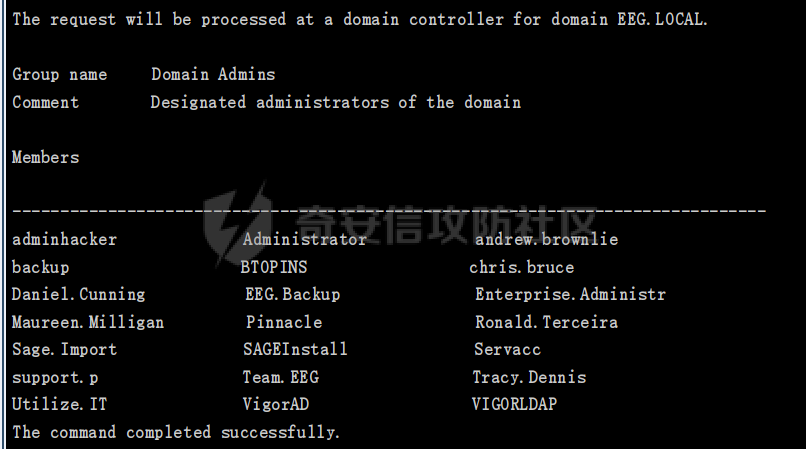 The request will be processed at a domain controller for domain EEG.LOCAL.
Group name Domain Admins
Comment Designated administrators of the domain
Members
-------------------------------------------------------------------------------
奇安信攻防社区
adminhacker Administrator andrew.brownlie
backup BTOPINS chris.bruce
Daniel.Cunning EEG.Backup Enterprise.Administr
Maureen.Milligan Pinnacle Ronald.Terceira
Sage.Import SAGEInstall Servacc
support.p Team.EEG Tracy.Dennis
Utilize.IT VigorAD VIGORLDAP
The command completed successfully.